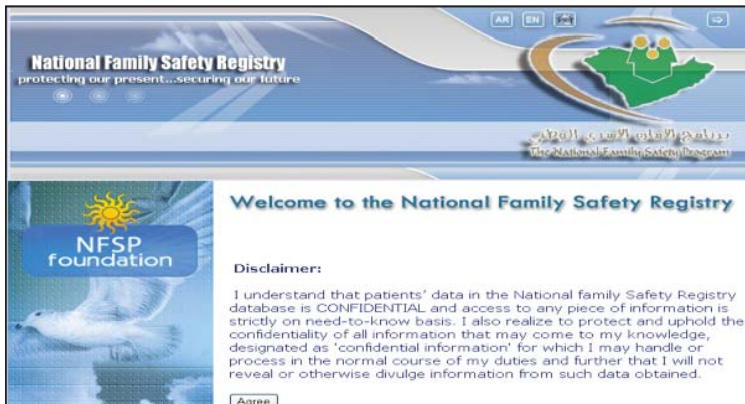 AR EN
National Family Safety Registry
protecting our present...securing our future
برنامج الأمان الأسري الوطني
The National Family Safety Program
NFSP
foundation
Welcome to the National Family Safety Registry
Disclaimer:
I understand that patients' data in the National family Safety Registry
database is CONFIDENTIAL and access to any piece of information is
strictly on need-to-know basis. I also realize to protect and uphold the
confidentiality of all information that may come to my knowledge,
designated as 'confidential information' for which I may handle or
process in the normal course of my duties and further that I will not
reveal or otherwise divulge information from such data obtained.
Agree